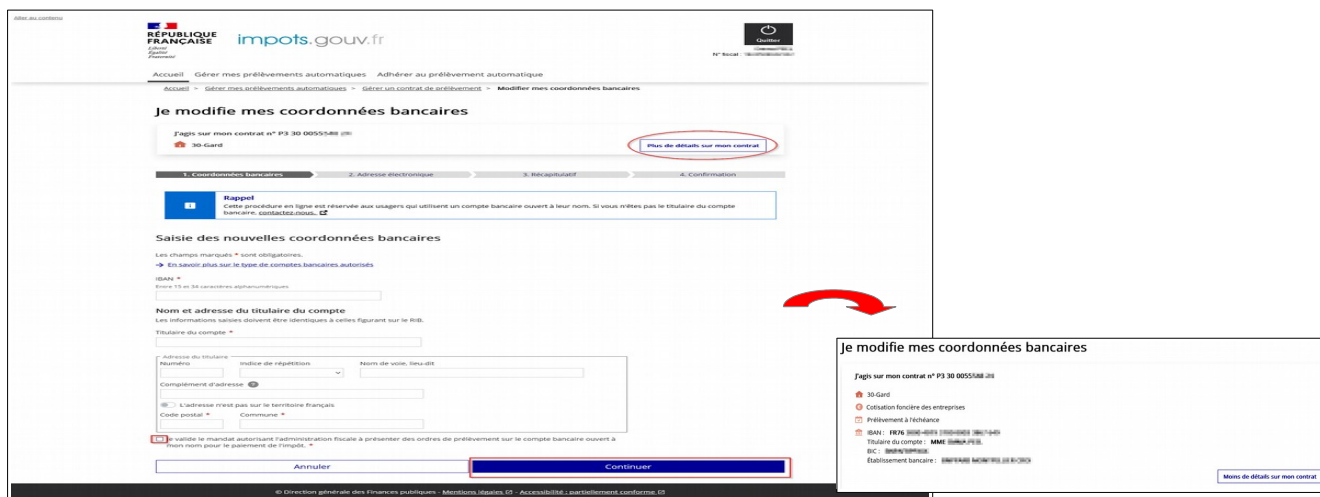 Aller au contenu
RÉPUBLIQUE
FRANÇAISE
Liberté
Égalité
Fraternité
impots.gouv.fr
Quitter
N° fiscal :
Accueil Gérer mes prélèvements automatiques Adhérer au prélèvement automatique
Accueil > Gérer mes prélèvements automatiques > Gérer un contrat de prélèvement > Modifier mes coordonnées bancaires
Je modifie mes coordonnées bancaires
J'agis sur mon contrat n° P3 30 0055588
30-Gard
Plus de détails sur mon contrat
1. Coordonnées bancaires 2. Adresse électronique 3. Récapitulatif 4. Confirmation
Rappel
Cette procédure en ligne est réservée aux usagers qui utilisent un compte bancaire ouvert à leur nom. Si vous n'êtes pas le titulaire du compte
bancaire, contactez-nous.
Saisie des nouvelles coordonnées bancaires
Les champs marqués * sont obligatoires.
→ En savoir plus sur le type de comptes bancaires autorisés
IBAN *
Entre 15 et 34 caractères alphanumériques
Nom et adresse du titulaire du compte
Les informations saisies doivent être identiques à celles figurant sur le RIB.
Titulaire du compte *
Adresse du titulaire
Numéro Indice de répétition Nom de voie, lieu-dit
Complément d'adresse ?
L'adresse n'est pas sur le territoire français
Code postal * Commune *
Je valide le mandat autorisant l'administration fiscale à présenter des ordres de prélèvement sur le compte bancaire ouvert à
mon nom pour le paiement de l'impôt. *
Annuler Continuer
© Direction générale des Finances publiques - Mentions légales - Accessibilité : partiellement conforme
Je modifie mes coordonnées bancaires
J'agis sur mon contrat n° P3 30 0055588
30-Gard
Cotisation foncière des entreprises
Prélèvement à l'échéance
IBAN : FR76
Titulaire du compte : MME
BIC :
Établissement bancaire :
Moins de détails sur mon contrat